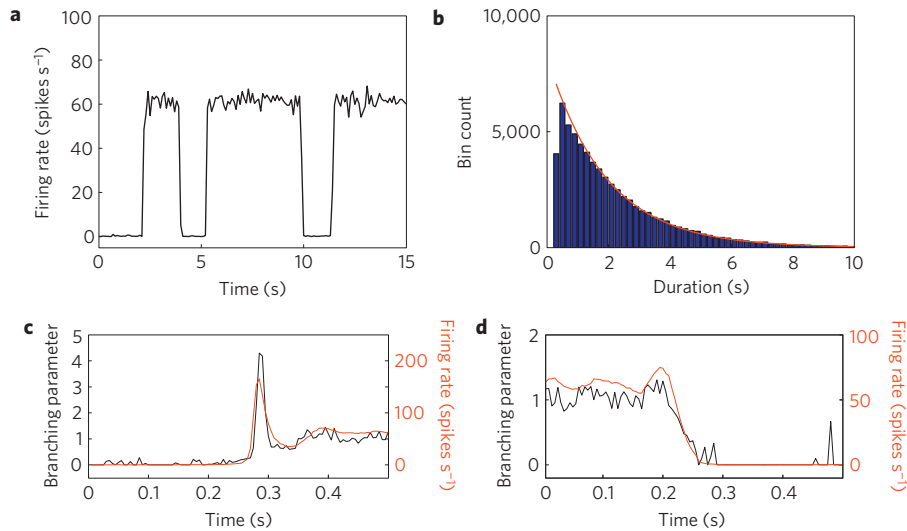 a
100
80
60
40
20
0
Firing rate (spikes s⁻¹)
0 5 10 15
Time (s)
b
10,000
5,000
0
Bin count
0 2 4 6 8 10
Duration (s)
c
5
4
3
2
1
0
Branching parameter
200
100
0
Firing rate (spikes s⁻¹)
0 0.1 0.2 0.3 0.4
Time (s)
d
2
1
0
Branching parameter
100
50
0
Firing rate (spikes s⁻¹)
0 0.1 0.2 0.3 0.4
Time (s)